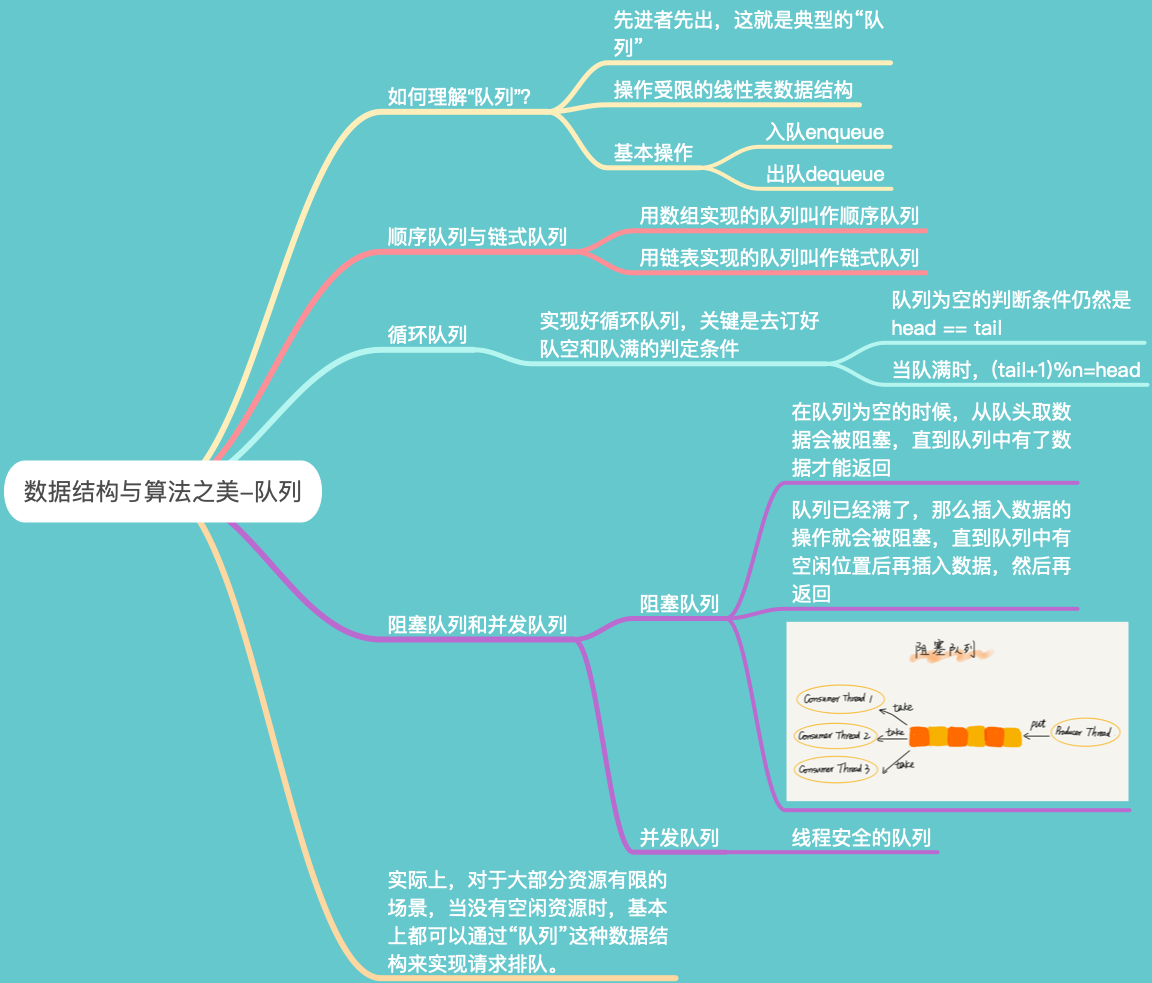 数据结构与算法之美–队列
如何理解“队列”？
先进者先出，这就是典型的“队
列”
操作受限的线性表数据结构
基本操作
入队enqueue
出队dequeue
顺序队列与链式队列
用数组实现的队列叫作顺序队列
用链表实现的队列叫作链式队列
循环队列
实现好循环队列，关键是去订好
队空和队满的判定条件
队列为空的判断条件仍然是
head == tail
当队满时，(tail+1)%n=head
阻塞队列和并发队列
阻塞队列
在队列为空的时候，从队头取数
据会被阻塞，直到队列中有了数
据才能返回
队列已经满了，那么插入数据的
操作就会被阻塞，直到队列中有
空闲位置后再插入数据，然后再
返回
阻塞队列
Consumer Thread 1
take
Consumer Thread 2
take
Consumer Thread 3
take
put
Producer Thread
并发队列
线程安全的队列
实际上，对于大部分资源有限的
场景，当没有空闲资源时，基本
上都可以通过“队列”这种数据结
构来实现请求排队。